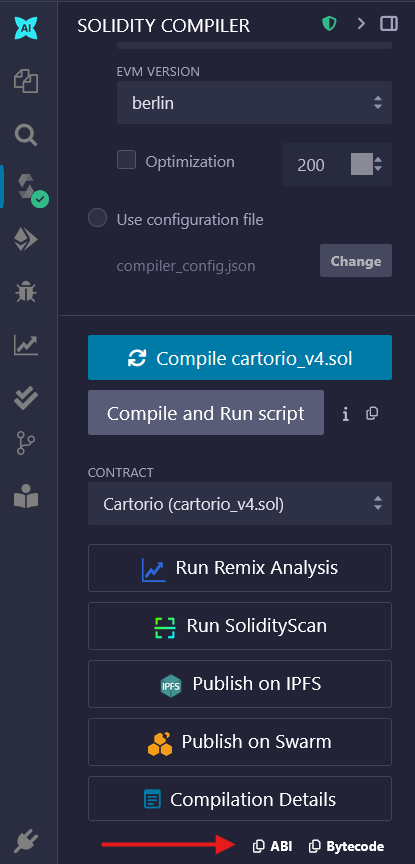 AI
SOLIDITY COMPILER
EVM VERSION
berlin
Optimization
200
Use configuration file
compiler_config.json
Change
Compile cartorio_v4.sol
Compile and Run script
i
CONTRACT
Cartorio (cartorio_v4.sol)
Run Remix Analysis
Run SolidityScan
IPFS Publish on IPFS
Publish on Swarm
Compilation Details
ABI Bytecode